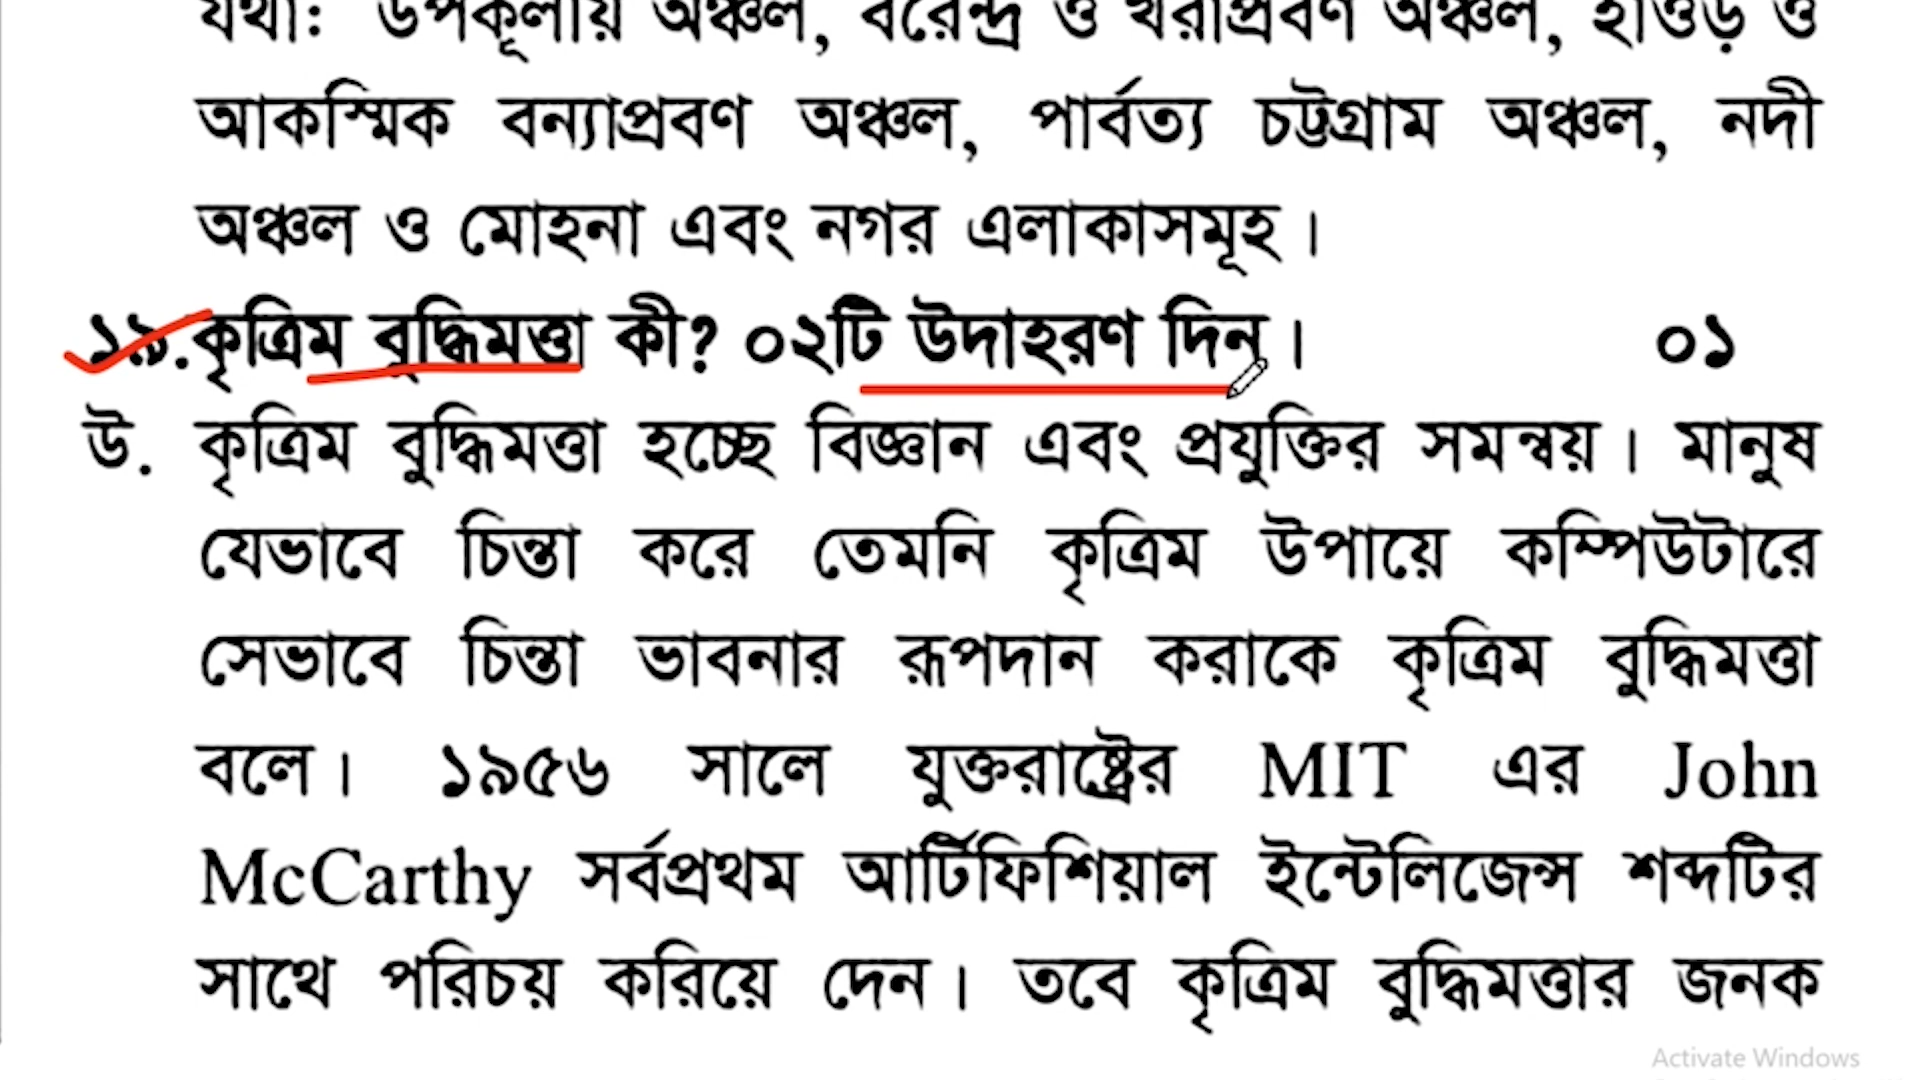 যথা: উপকূলীয় অঞ্চল, বরেন্দ্র ও খরাপ্রবণ অঞ্চল, হাওড় ও
আকস্মিক বন্যাপ্রবণ অঞ্চল, পার্বত্য চট্টগ্রাম অঞ্চল, নদী
অঞ্চল ও মোহনা এবং নগর এলাকাসমূহ।
১৯.কৃত্রিম বুদ্ধিমত্তা কী? ০২টি উদাহরণ দিন। ০১
উ. কৃত্রিম বুদ্ধিমত্তা হচ্ছে বিজ্ঞান এবং প্রযুক্তির সমন্বয়। মানুষ
যেভাবে চিন্তা করে তেমনি কৃত্রিম উপায়ে কম্পিউটারে
সেভাবে চিন্তা ভাবনার রূপদান করাকে কৃত্রিম বুদ্ধিমত্তা
বলে। ১৯৫৬ সালে যুক্তরাষ্ট্রের MIT এর John
McCarthy সর্বপ্রথম আর্টিফিশিয়াল ইন্টেলিজেন্স শব্দটির
সাথে পরিচয় করিয়ে দেন। তবে কৃত্রিম বুদ্ধিমত্তার জনক
Activate Windows